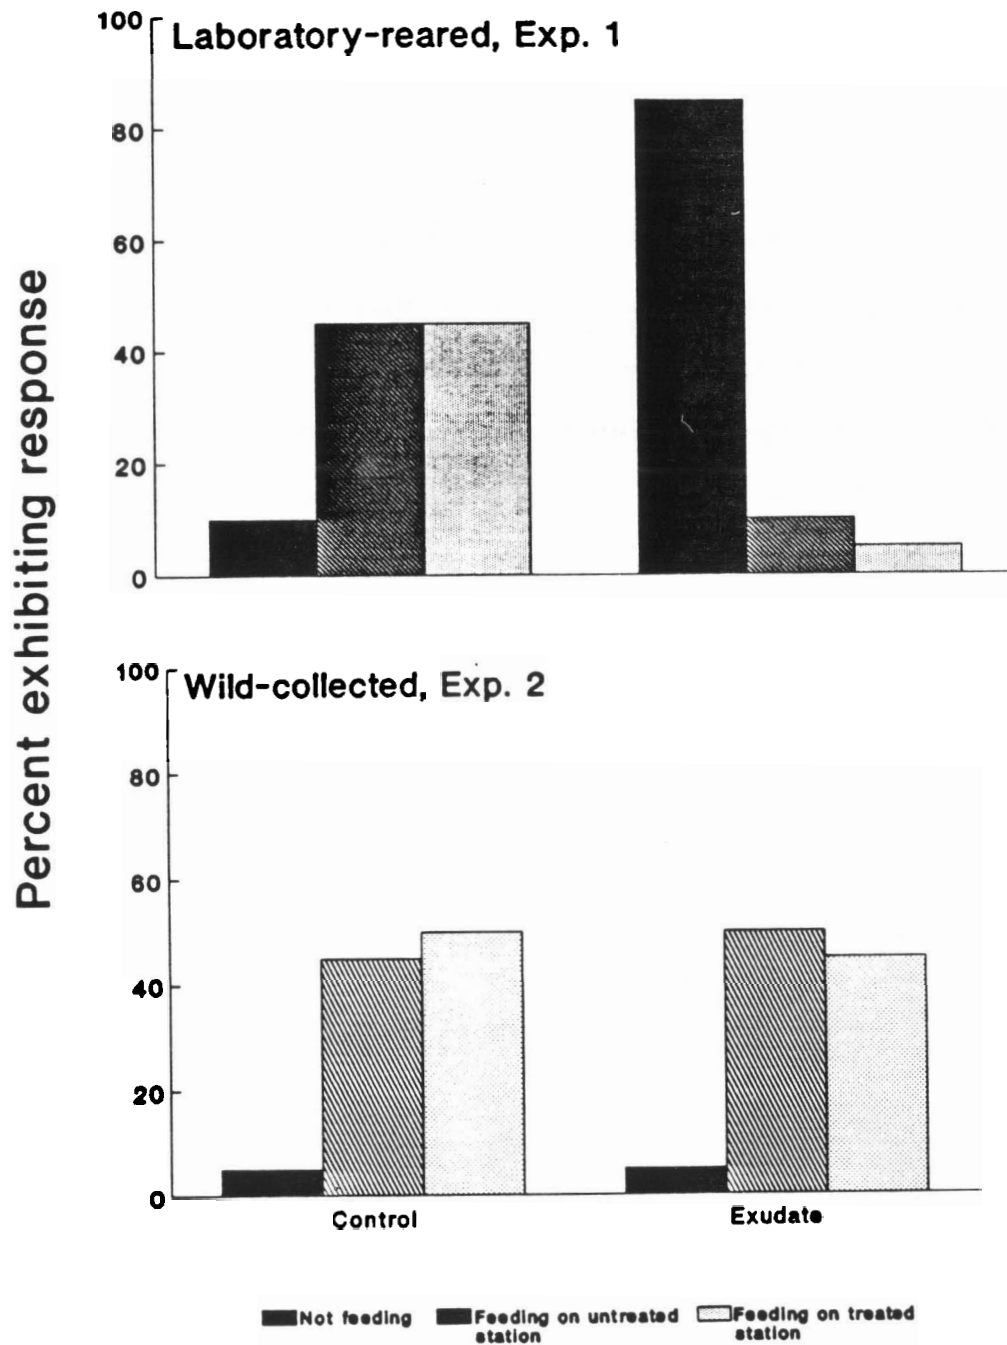 Laboratory-reared, Exp. 1
100
80
60
40
20
0
Percent exhibiting response
Wild-collected, Exp. 2
100
80
60
40
20
0
Control
Exudate
Not feeding
Feeding on untreated
station
Feeding on treated
station